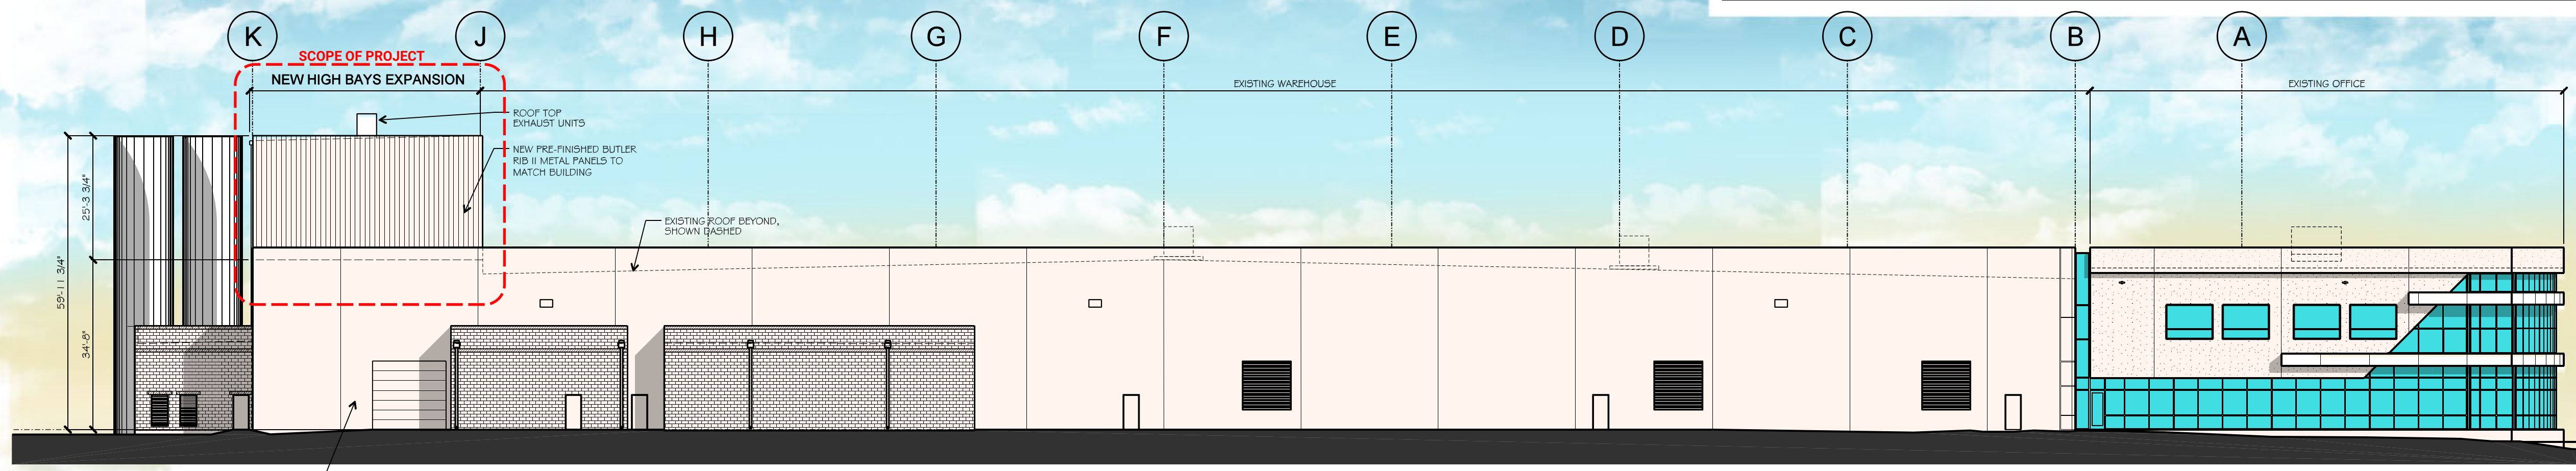 K J H G F E D C B A
SCOPE OF PROJECT
NEW HIGH BAYS EXPANSION
EXISTING WAREHOUSE
EXISTING OFFICE
ROOF TOP
EXHAUST UNITS
NEW PRE-FINISHED BUTLER
RIB II METAL PANELS TO
MATCH BUILDING
EXISTING ROOF BEYOND,
SHOWN DASHED
25'-3 3/4"
59'-11 3/4"
34'-8"